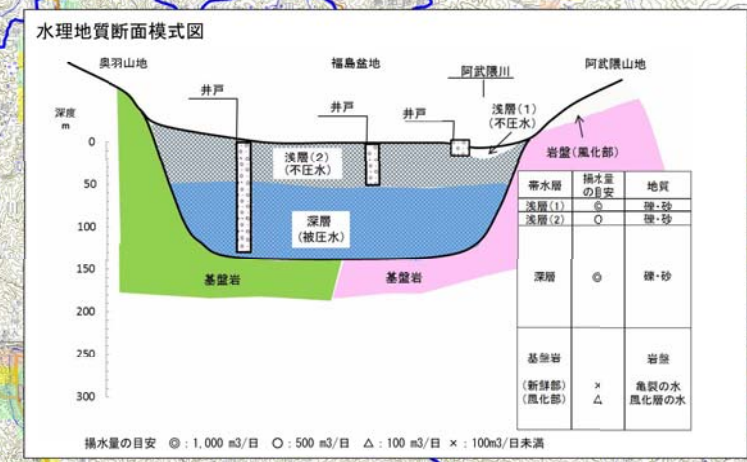 水理地質断面模式図
奥羽山地 福島盆地 阿武隈川 阿武隈山地
深度
m
井戸 井戸 井戸
浅層(1)
(不圧水)
浅層(2)
(不圧水)
岩盤(風化部)
深層
(被圧水)
基盤岩 基盤岩
0
50
100
150
200
250
300
帯水層 揚水量の目安 地質
浅層(1) ◎ 礫・砂
浅層(2) ○ 礫・砂
深層 ◎ 礫・砂
基盤岩 岩盤
(新鮮部) × 亀裂の水
(風化部) △ 風化層の水
揚水量の目安 ◎：1,000 m3/日 ○：500 m3/日 △：100 m3/日 ×：100m3/日未満